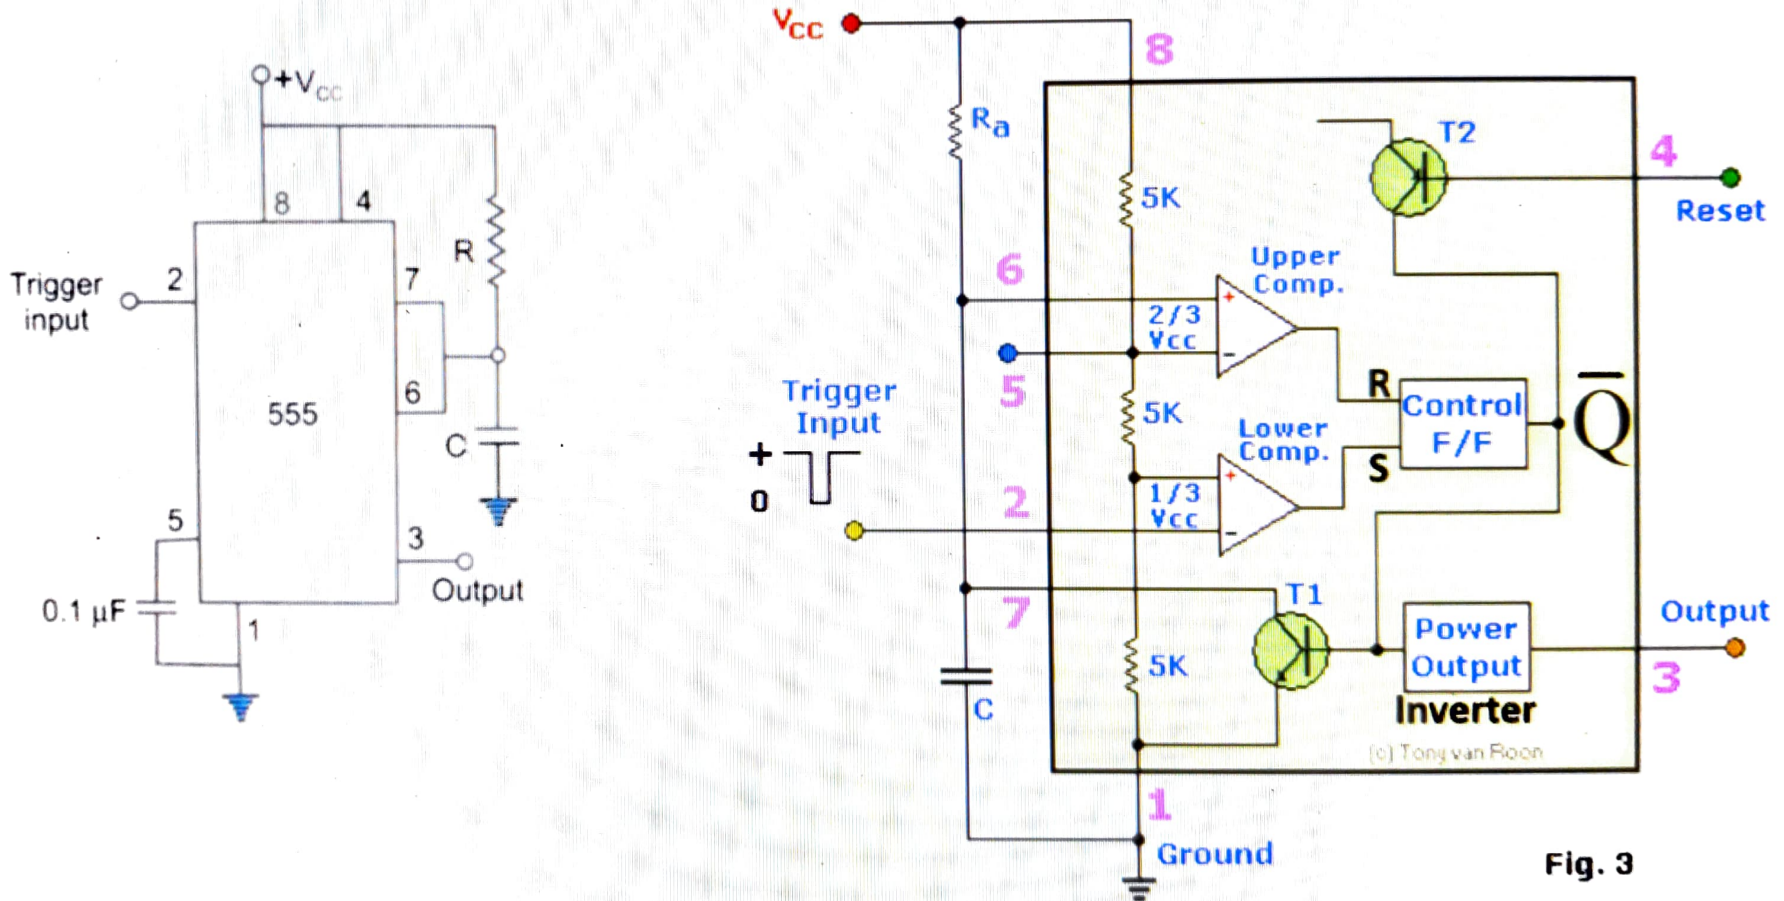 +VCC
8
4
R
Trigger
input
2
7
6
555
C
5
3
Output
0.1 µF
1
VCC
8
Ra
T2
4
Reset
5K
6
Upper
Comp.
2/3
Vcc
5
Trigger
Input
+
0
5K
R
Control
F/F
S
Q̅
Lower
Comp.
2
1/3
Vcc
+
−
+
−
7
T1
Output
Power
Output
3
5K
C
Inverter
(c) Tony van Roon
1
Ground
Fig. 3